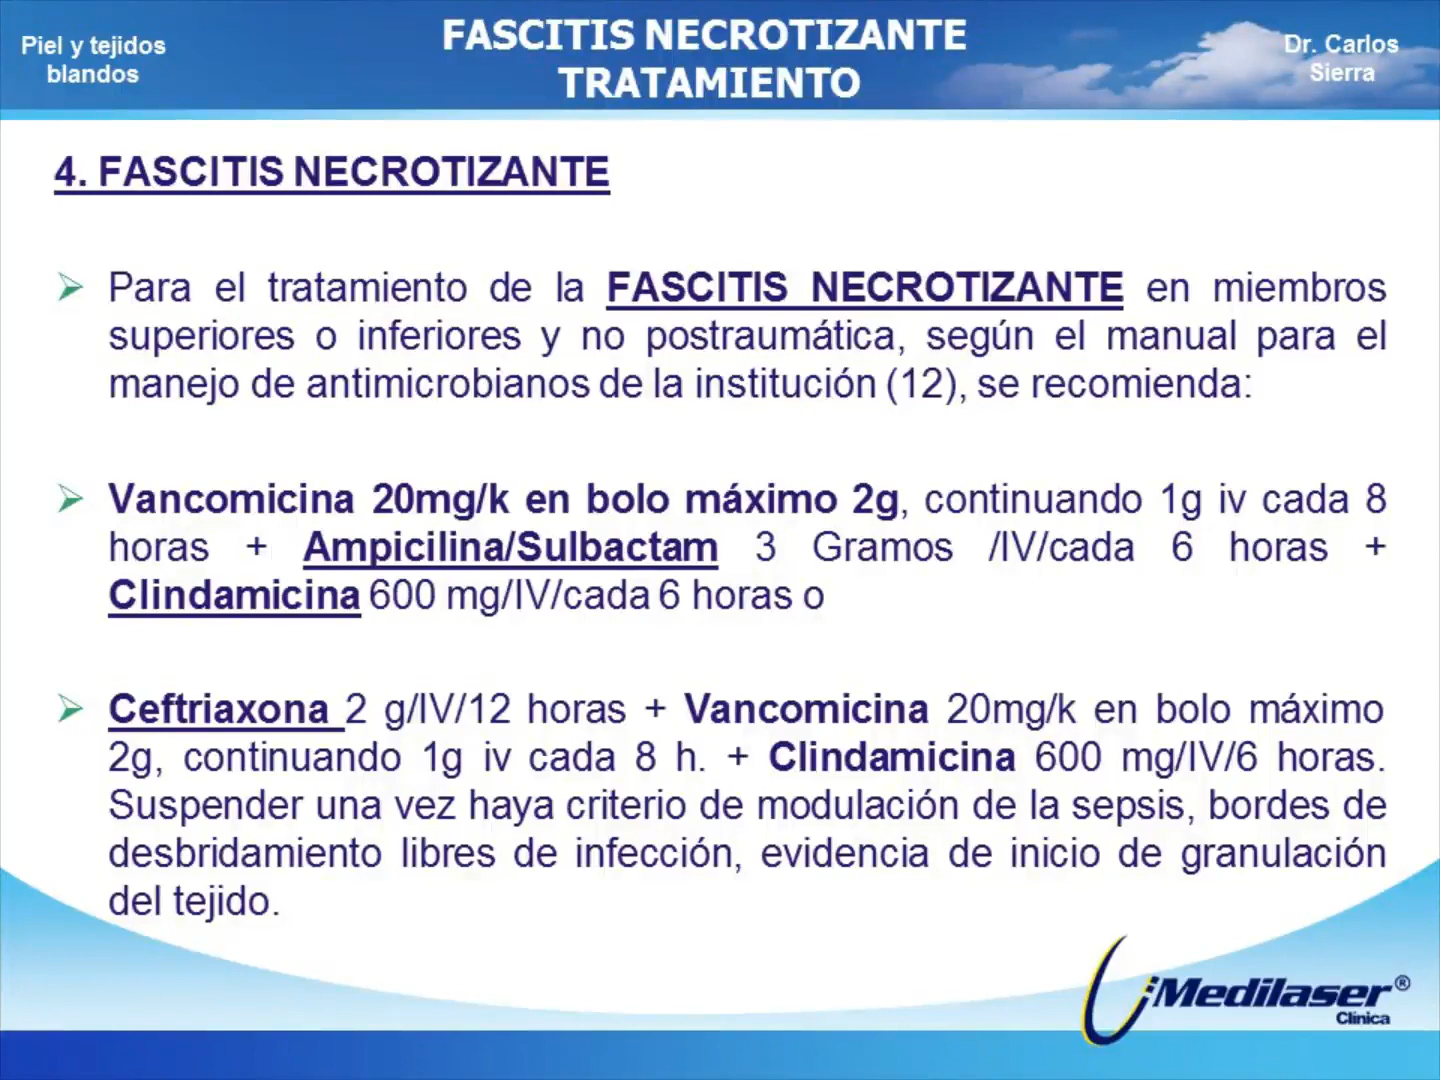 Piel y tejidos
blandos
FASCITIS NECROTIZANTE
TRATAMIENTO
Dr. Carlos
Sierra
4. FASCITIS NECROTIZANTE
Para el tratamiento de la FASCITIS NECROTIZANTE en miembros
superiores o inferiores y no postraumática, según el manual para el
manejo de antimicrobianos de la institución (12), se recomienda:
Vancomicina 20mg/k en bolo máximo 2g, continuando 1g iv cada 8
horas + Ampicilina/Sulbactam 3 Gramos /IV/cada 6 horas +
Clindamicina 600 mg/IV/cada 6 horas o
Ceftriaxona 2 g/IV/12 horas + Vancomicina 20mg/k en bolo máximo
2g, continuando 1g iv cada 8 h. + Clindamicina 600 mg/IV/6 horas.
Suspender una vez haya criterio de modulación de la sepsis, bordes de
desbridamiento libres de infección, evidencia de inicio de granulación
del tejido.
Medilaser®
Clínica